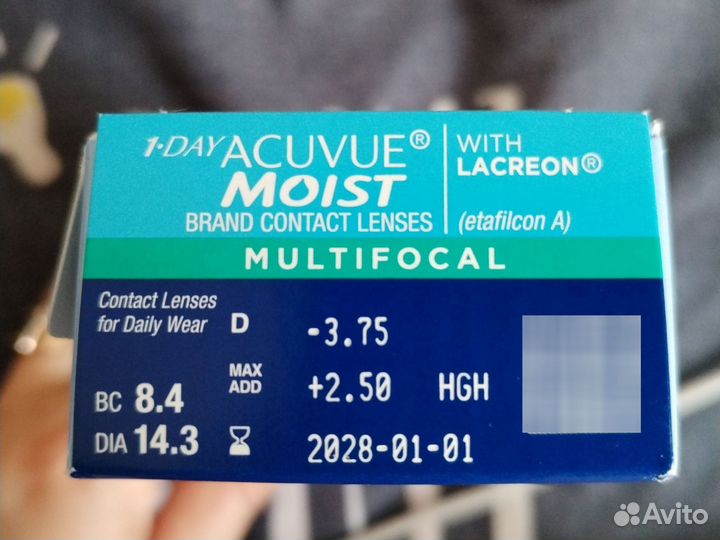 1·DAY ACUVUE®
MOIST
BRAND CONTACT LENSES
WITH
LACREON®
(etafilcon A)
MULTIFOCAL
Contact Lenses
for Daily Wear
D -3.75
MAX
ADD +2.50 HGH
BC 8.4
DIA 14.3
2028-01-01
Avito